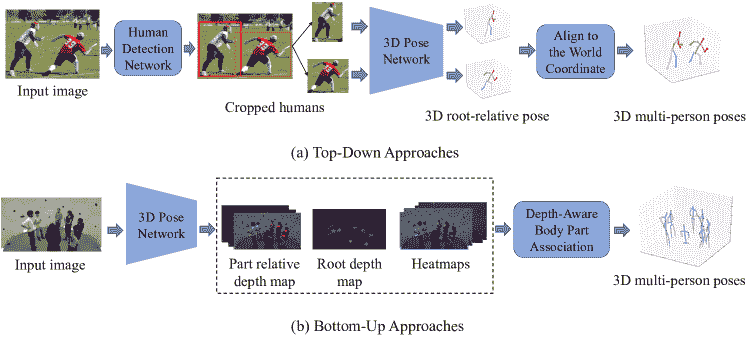 Human
Detection
Network
Input image
Cropped humans
3D Pose
Network
3D root-relative pose
Align to
the World
Coordinate
3D multi-person poses
(a) Top-Down Approaches
Input image
3D Pose
Network
Part relative
depth map
Root depth
map
Heatmaps
Depth-Aware
Body Part
Association
3D multi-person poses
(b) Bottom-Up Approaches